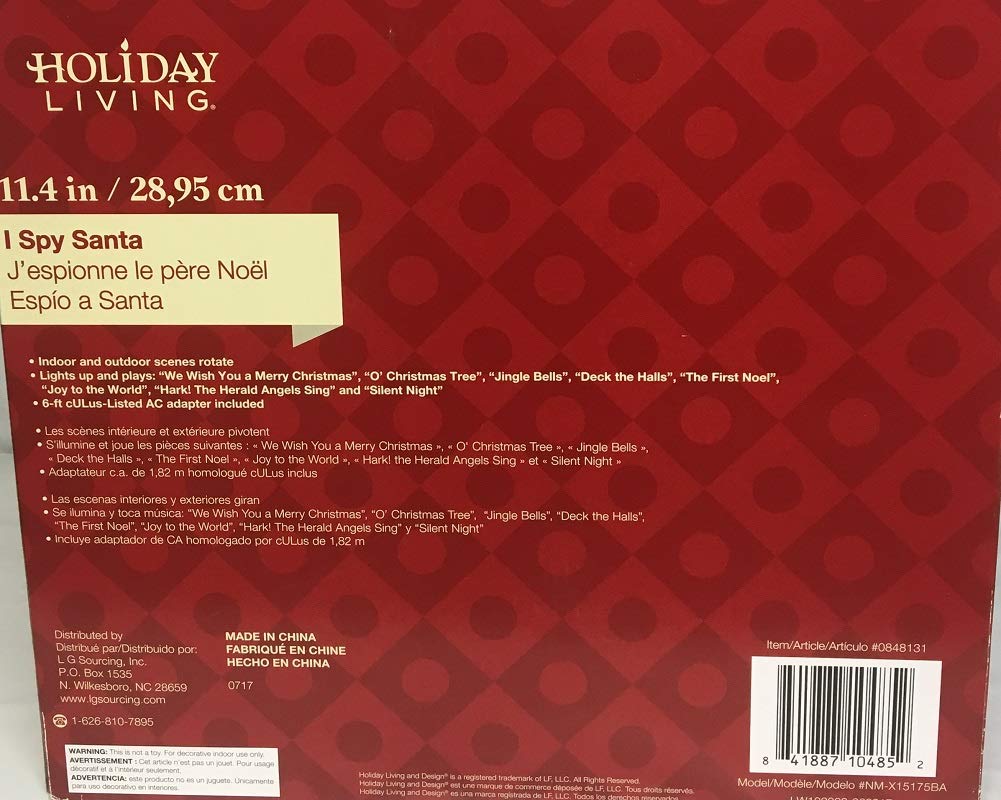 HOLIDAY
LIVING®
11.4 in / 28,95 cm
I Spy Santa
J'espionne le père Noël
Espío a Santa
• Indoor and outdoor scenes rotate
• Lights up and plays: “We Wish You a Merry Christmas”, “O’ Christmas Tree”, “Jingle Bells”, “Deck the Halls”, “The First Noel”,
“Joy to the World”, “Hark! The Herald Angels Sing” and “Silent Night”
• 6-ft cULus-Listed AC adapter included
• Les scènes intérieure et extérieure pivotent
• S’illumine et joue les pièces suivantes : « We Wish You a Merry Christmas », « O’ Christmas Tree », « Jingle Bells »,
« Deck the Halls », « The First Noel », « Joy to the World », « Hark! the Herald Angels Sing » et « Silent Night »
• Adaptateur c.a. de 1,82 m homologué cULus inclus
• Las escenas interiores y exteriores giran
• Se ilumina y toca música: “We Wish You a Merry Christmas”, “O’ Christmas Tree”, “Jingle Bells”, “Deck the Halls”,
“The First Noel”, “Joy to the World”, “Hark! The Herald Angels Sing” y “Silent Night”
• Incluye adaptador de CA homologado por cULus de 1,82 m
Distributed by
Distribué par/Distribuido por:
L G Sourcing, Inc.
P.O. Box 1535
N. Wilkesboro, NC 28659
www.lgsourcing.com
☎ 1-626-810-7895
MADE IN CHINA
FABRIQUÉ EN CHINE
HECHO EN CHINA
0717
WARNING: This is not a toy. For decorative indoor use only.
AVERTISSEMENT : Cet article n'est pas un jouet. Pour usage
décoratif et à l'intérieur seulement.
ADVERTENCIA: este producto no es un juguete. Únicamente
para uso decorativo en interiores.
Holiday Living and Design® is a registered trademark of LF, LLC. All Rights Reserved.
Holiday Living and Design® est une marque de commerce déposée de LF, LLC. Tous droits réservés.
Holiday Living and Design® es una marca registrada de LF, LLC. Todos los derechos reservados.
Item/Article/Artículo #0848131
8 41887 10485 2
Model/Modèle/Modelo #NM-X15175BA